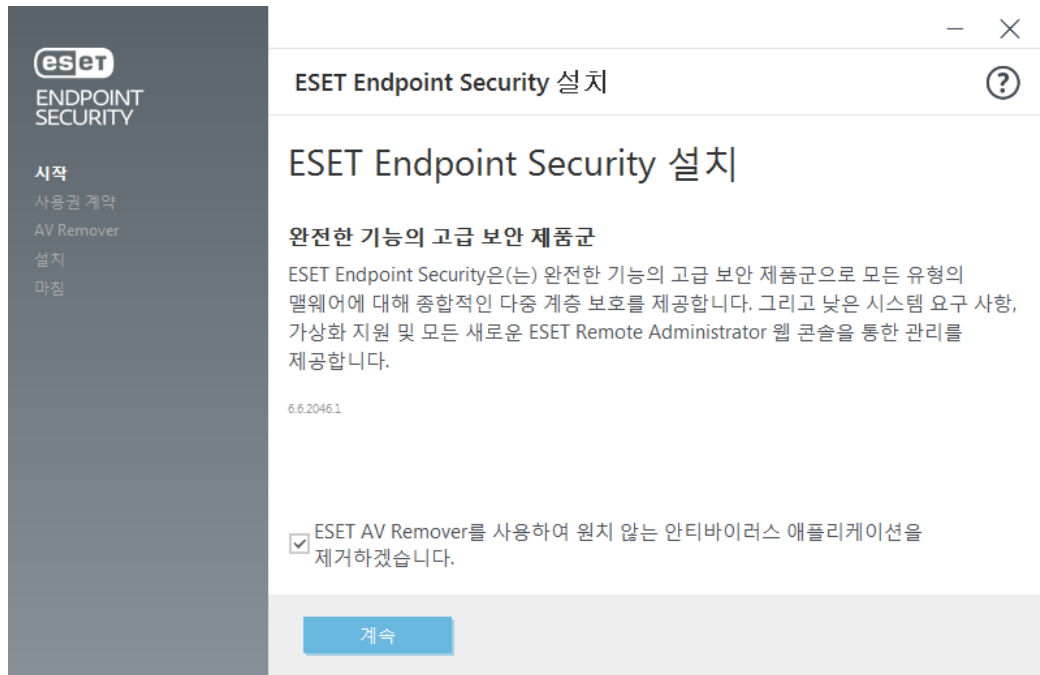 eset
ENDPOINT
SECURITY
시작
사용권 계약
AV Remover
설치
마침
ESET Endpoint Security 설치
?
ESET Endpoint Security 설치
완전한 기능의 고급 보안 제품군
ESET Endpoint Security은(는) 완전한 기능의 고급 보안 제품군으로 모든 유형의
맬웨어에 대해 종합적인 다중 계층 보호를 제공합니다. 그리고 낮은 시스템 요구 사항,
가상화 지원 및 모든 새로운 ESET Remote Administrator 웹 콘솔을 통한 관리를
제공합니다.
6.6.2046.1
ESET AV Remover를 사용하여 원치 않는 안티바이러스 애플리케이션을
제거하겠습니다.
계속